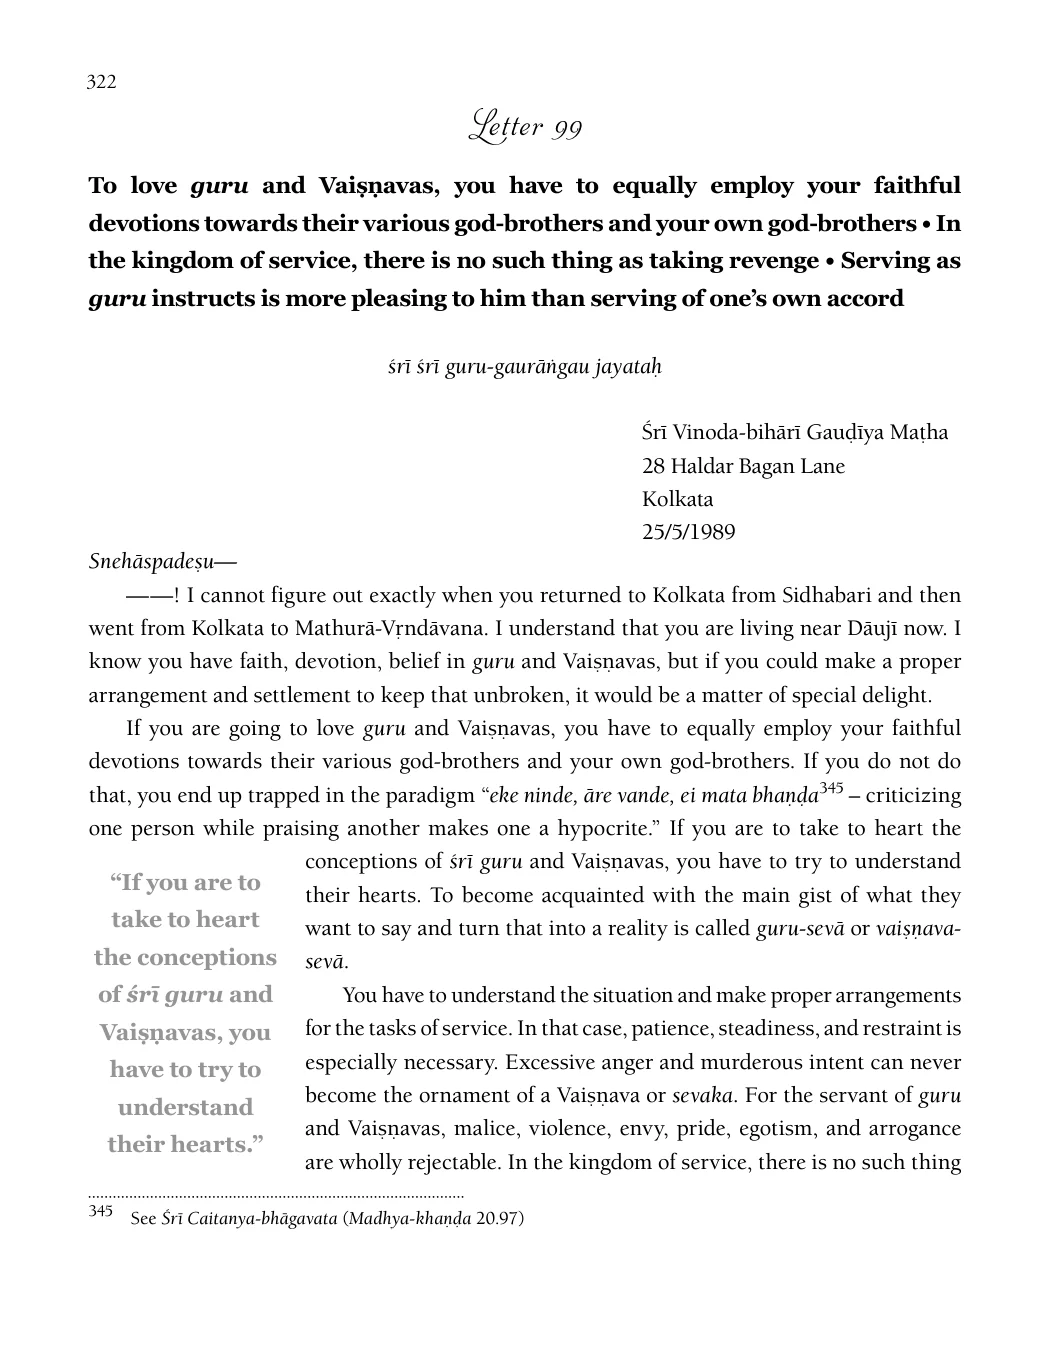 322
Letter 99
To love guru and Vaiṣṇavas, you have to equally employ your faithful
devotions towards their various god-brothers and your own god-brothers • In
the kingdom of service, there is no such thing as taking revenge • Serving as
guru instructs is more pleasing to him than serving of one’s own accord
śrī śrī guru-gaurāṅgau jayataḥ
Śrī Vinoda-bihārī Gauḍīya Maṭha
28 Haldar Bagan Lane
Kolkata
25/5/1989
Snehāspadeṣu—
——! I cannot figure out exactly when you returned to Kolkata from Sidhabari and then
went from Kolkata to Mathurā-Vṛndāvana. I understand that you are living near Dāujī now. I
know you have faith, devotion, belief in guru and Vaiṣṇavas, but if you could make a proper
arrangement and settlement to keep that unbroken, it would be a matter of special delight.
If you are going to love guru and Vaiṣṇavas, you have to equally employ your faithful
devotions towards their various god-brothers and your own god-brothers. If you do not do
that, you end up trapped in the paradigm “eke ninde, āre vande, ei mata bhaṇḍa345 – criticizing
one person while praising another makes one a hypocrite.” If you are to take to heart the
conceptions of śrī guru and Vaiṣṇavas, you have to try to understand
their hearts. To become acquainted with the main gist of what they
want to say and turn that into a reality is called guru-sevā or vaiṣṇava-
sevā.
You have to understand the situation and make proper arrangements
for the tasks of service. In that case, patience, steadiness, and restraint is
especially necessary. Excessive anger and murderous intent can never
become the ornament of a Vaiṣṇava or sevaka. For the servant of guru
and Vaiṣṇavas, malice, violence, envy, pride, egotism, and arrogance
are wholly rejectable. In the kingdom of service, there is no such thing
“If you are to
take to heart
the conceptions
of śrī guru and
Vaiṣṇavas, you
have to try to
understand
their hearts.”
345 See Śrī Caitanya-bhāgavata (Madhya-khaṇḍa 20.97)